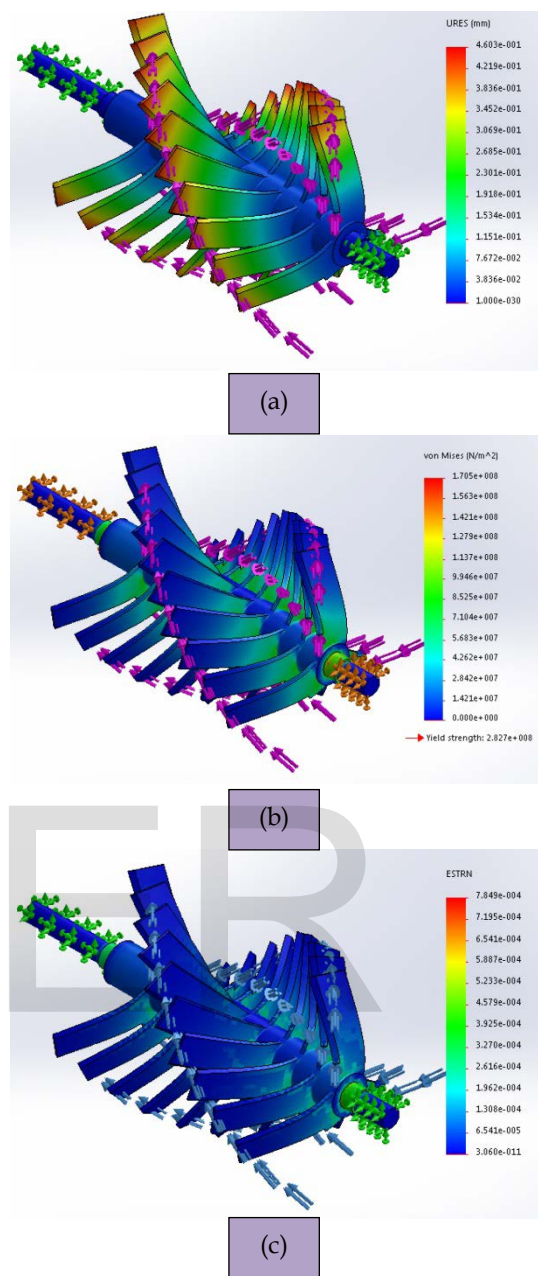 URES (mm)
4.603e-001
4.219e-001
3.836e-001
3.452e-001
3.069e-001
2.685e-001
2.301e-001
1.918e-001
1.534e-001
1.151e-001
7.672e-002
3.836e-002
1.000e-030
(a)
von Mises (N/m^2)
1.705e+008
1.563e+008
1.421e+008
1.279e+008
1.137e+008
9.946e+007
8.525e+007
7.104e+007
5.683e+007
4.262e+007
2.842e+007
1.421e+007
0.000e+000
Yield strength: 2.827e+008
(b)
ER
ESTRN
7.849e-004
7.195e-004
6.541e-004
5.887e-004
5.233e-004
4.579e-004
3.925e-004
3.270e-004
2.616e-004
1.962e-004
1.308e-004
6.541e-005
3.060e-011
(c)